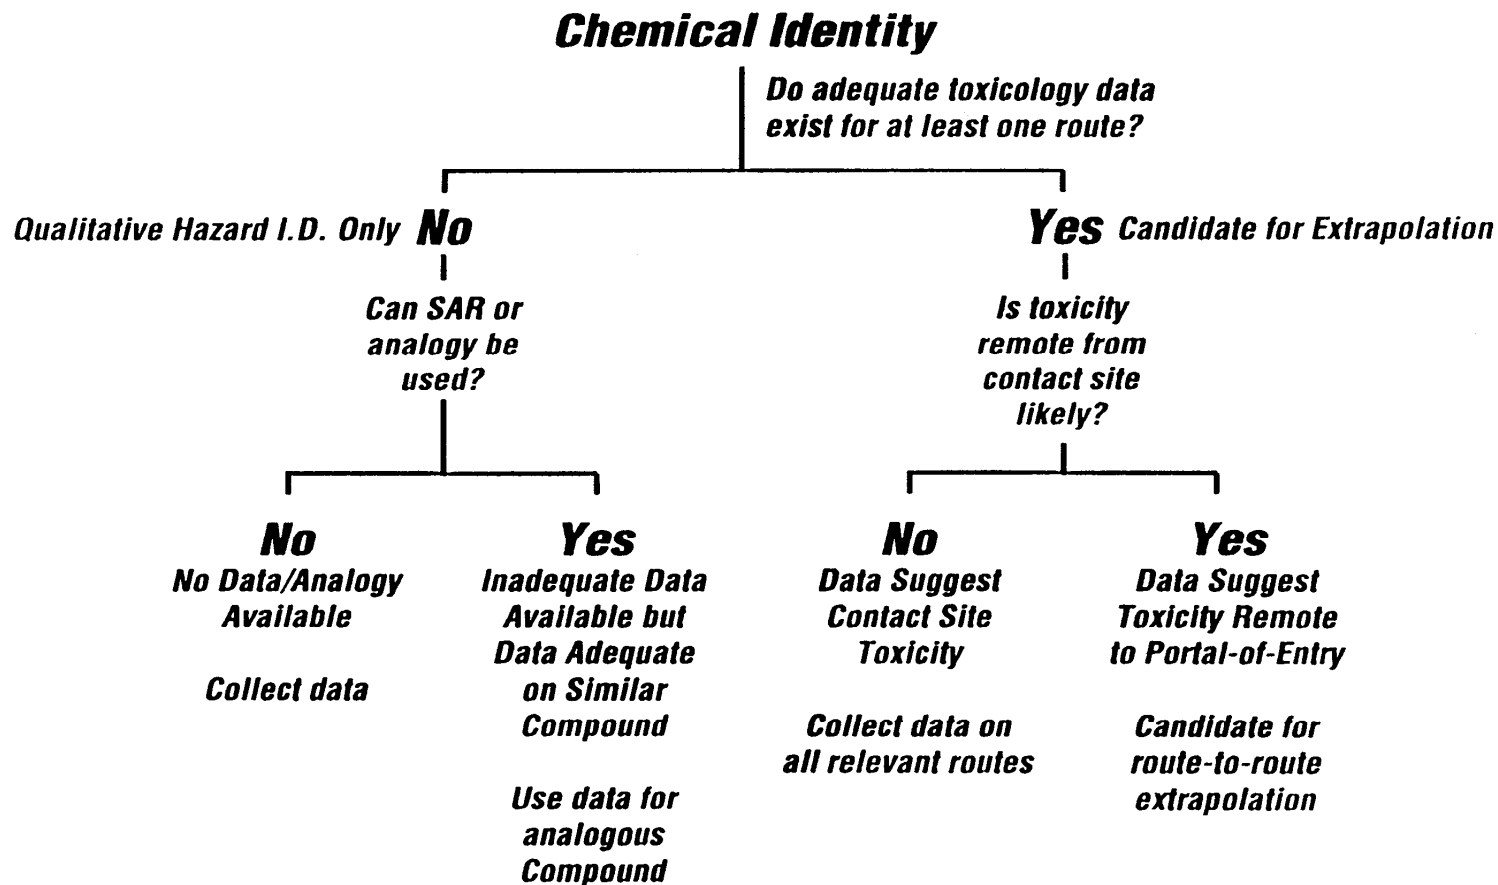 Chemical Identity
Do adequate toxicology data
exist for at least one route?
Qualitative Hazard I.D. Only No
Yes Candidate for Extrapolation
Can SAR or
analogy be
used?
Is toxicity
remote from
contact site
likely?
No
No Data/Analogy
Available
Collect data
Yes
Inadequate Data
Available but
Data Adequate
on Similar
Compound
Use data for
analogous
Compound
No
Data Suggest
Contact Site
Toxicity
Collect data on
all relevant routes
Yes
Data Suggest
Toxicity Remote
to Portal-of-Entry
Candidate for
route-to-route
extrapolation